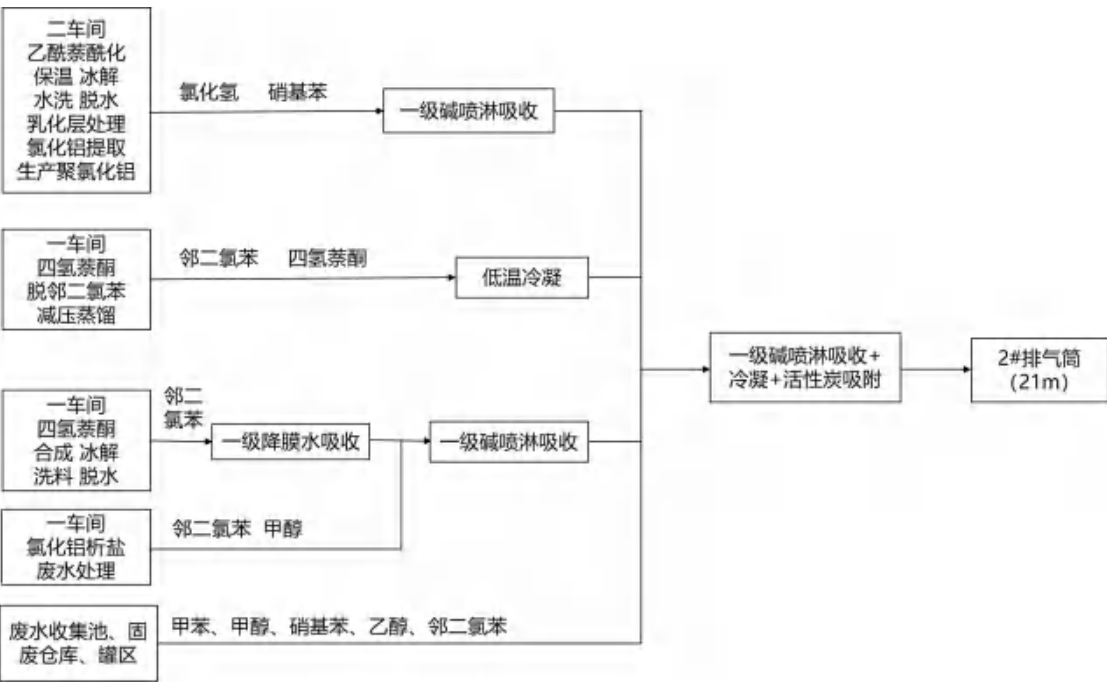 二车间
乙酰萘酰化
保温 冰解
水洗 脱水
乳化层处理
氯化铝提取
生产聚氯化铝
氯化氢 硝基苯
一级碱喷淋吸收
一车间
四氢萘酮
脱邻二氯苯
减压蒸馏
邻二氯苯 四氢萘酮
低温冷凝
一级碱喷淋吸收+
冷凝+活性炭吸附
2#排气筒
（21m）
一车间
四氢萘酮
合成 冰解
洗料 脱水
邻二
氯苯
一级降膜水吸收
一级碱喷淋吸收
一车间
氯化铝析盐
废水处理
邻二氯苯 甲醇
废水收集池、固
废仓库、罐区
甲苯、甲醇、硝基苯、乙醇、邻二氯苯